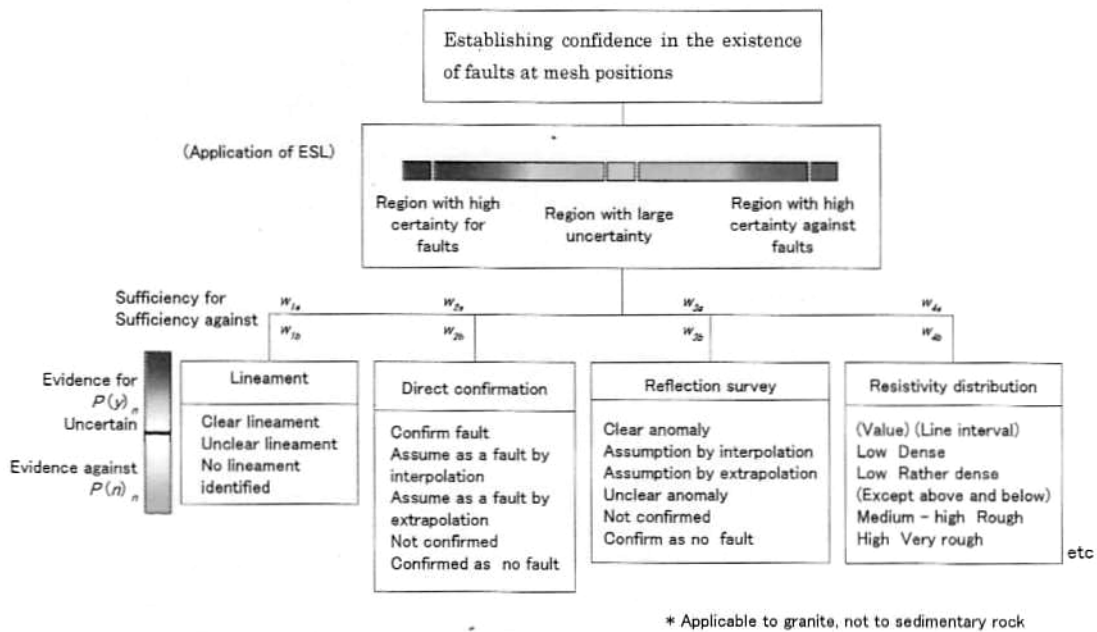 Establishing confidence in the existence
of faults at mesh positions
(Application of ESL)
Region with high
certainty for
faults
Region with large
uncertainty
Region with high
certainty against
faults
Sufficiency for
Sufficiency against
w1a
w2a
w3a
w4a
w1b
w2b
w3b
w4b
Evidence for
P(y)n
Uncertain
Evidence against
P(n)n
Lineament
Clear lineament
Unclear lineament
No lineament
identified
Direct confirmation
Confirm fault
Assume as a fault by
interpolation
Assume as a fault by
extrapolation
Not confirmed
Confirmed as no fault
Reflection survey
Clear anomaly
Assumption by interpolation
Assumption by extrapolation
Unclear anomaly
Not confirmed
Confirm as no fault
Resistivity distribution
(Value) (Line interval)
Low Dense
Low Rather dense
(Except above and below)
Medium - high Rough
High Very rough
etc
* Applicable to granite, not to sedimentary rock